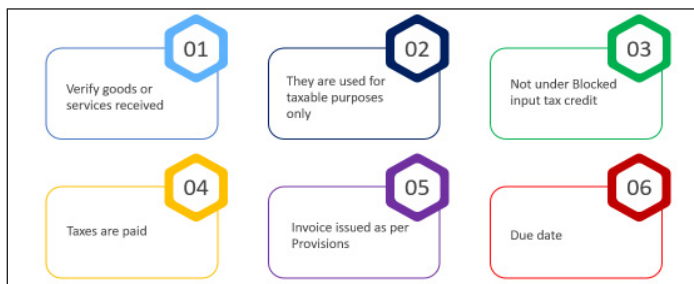 01
Verify goods or
services received
02
They are used for
taxable purposes
only
03
Not under Blocked
input tax credit
04
Taxes are paid
05
Invoice issued as per
Provisions
06
Due date